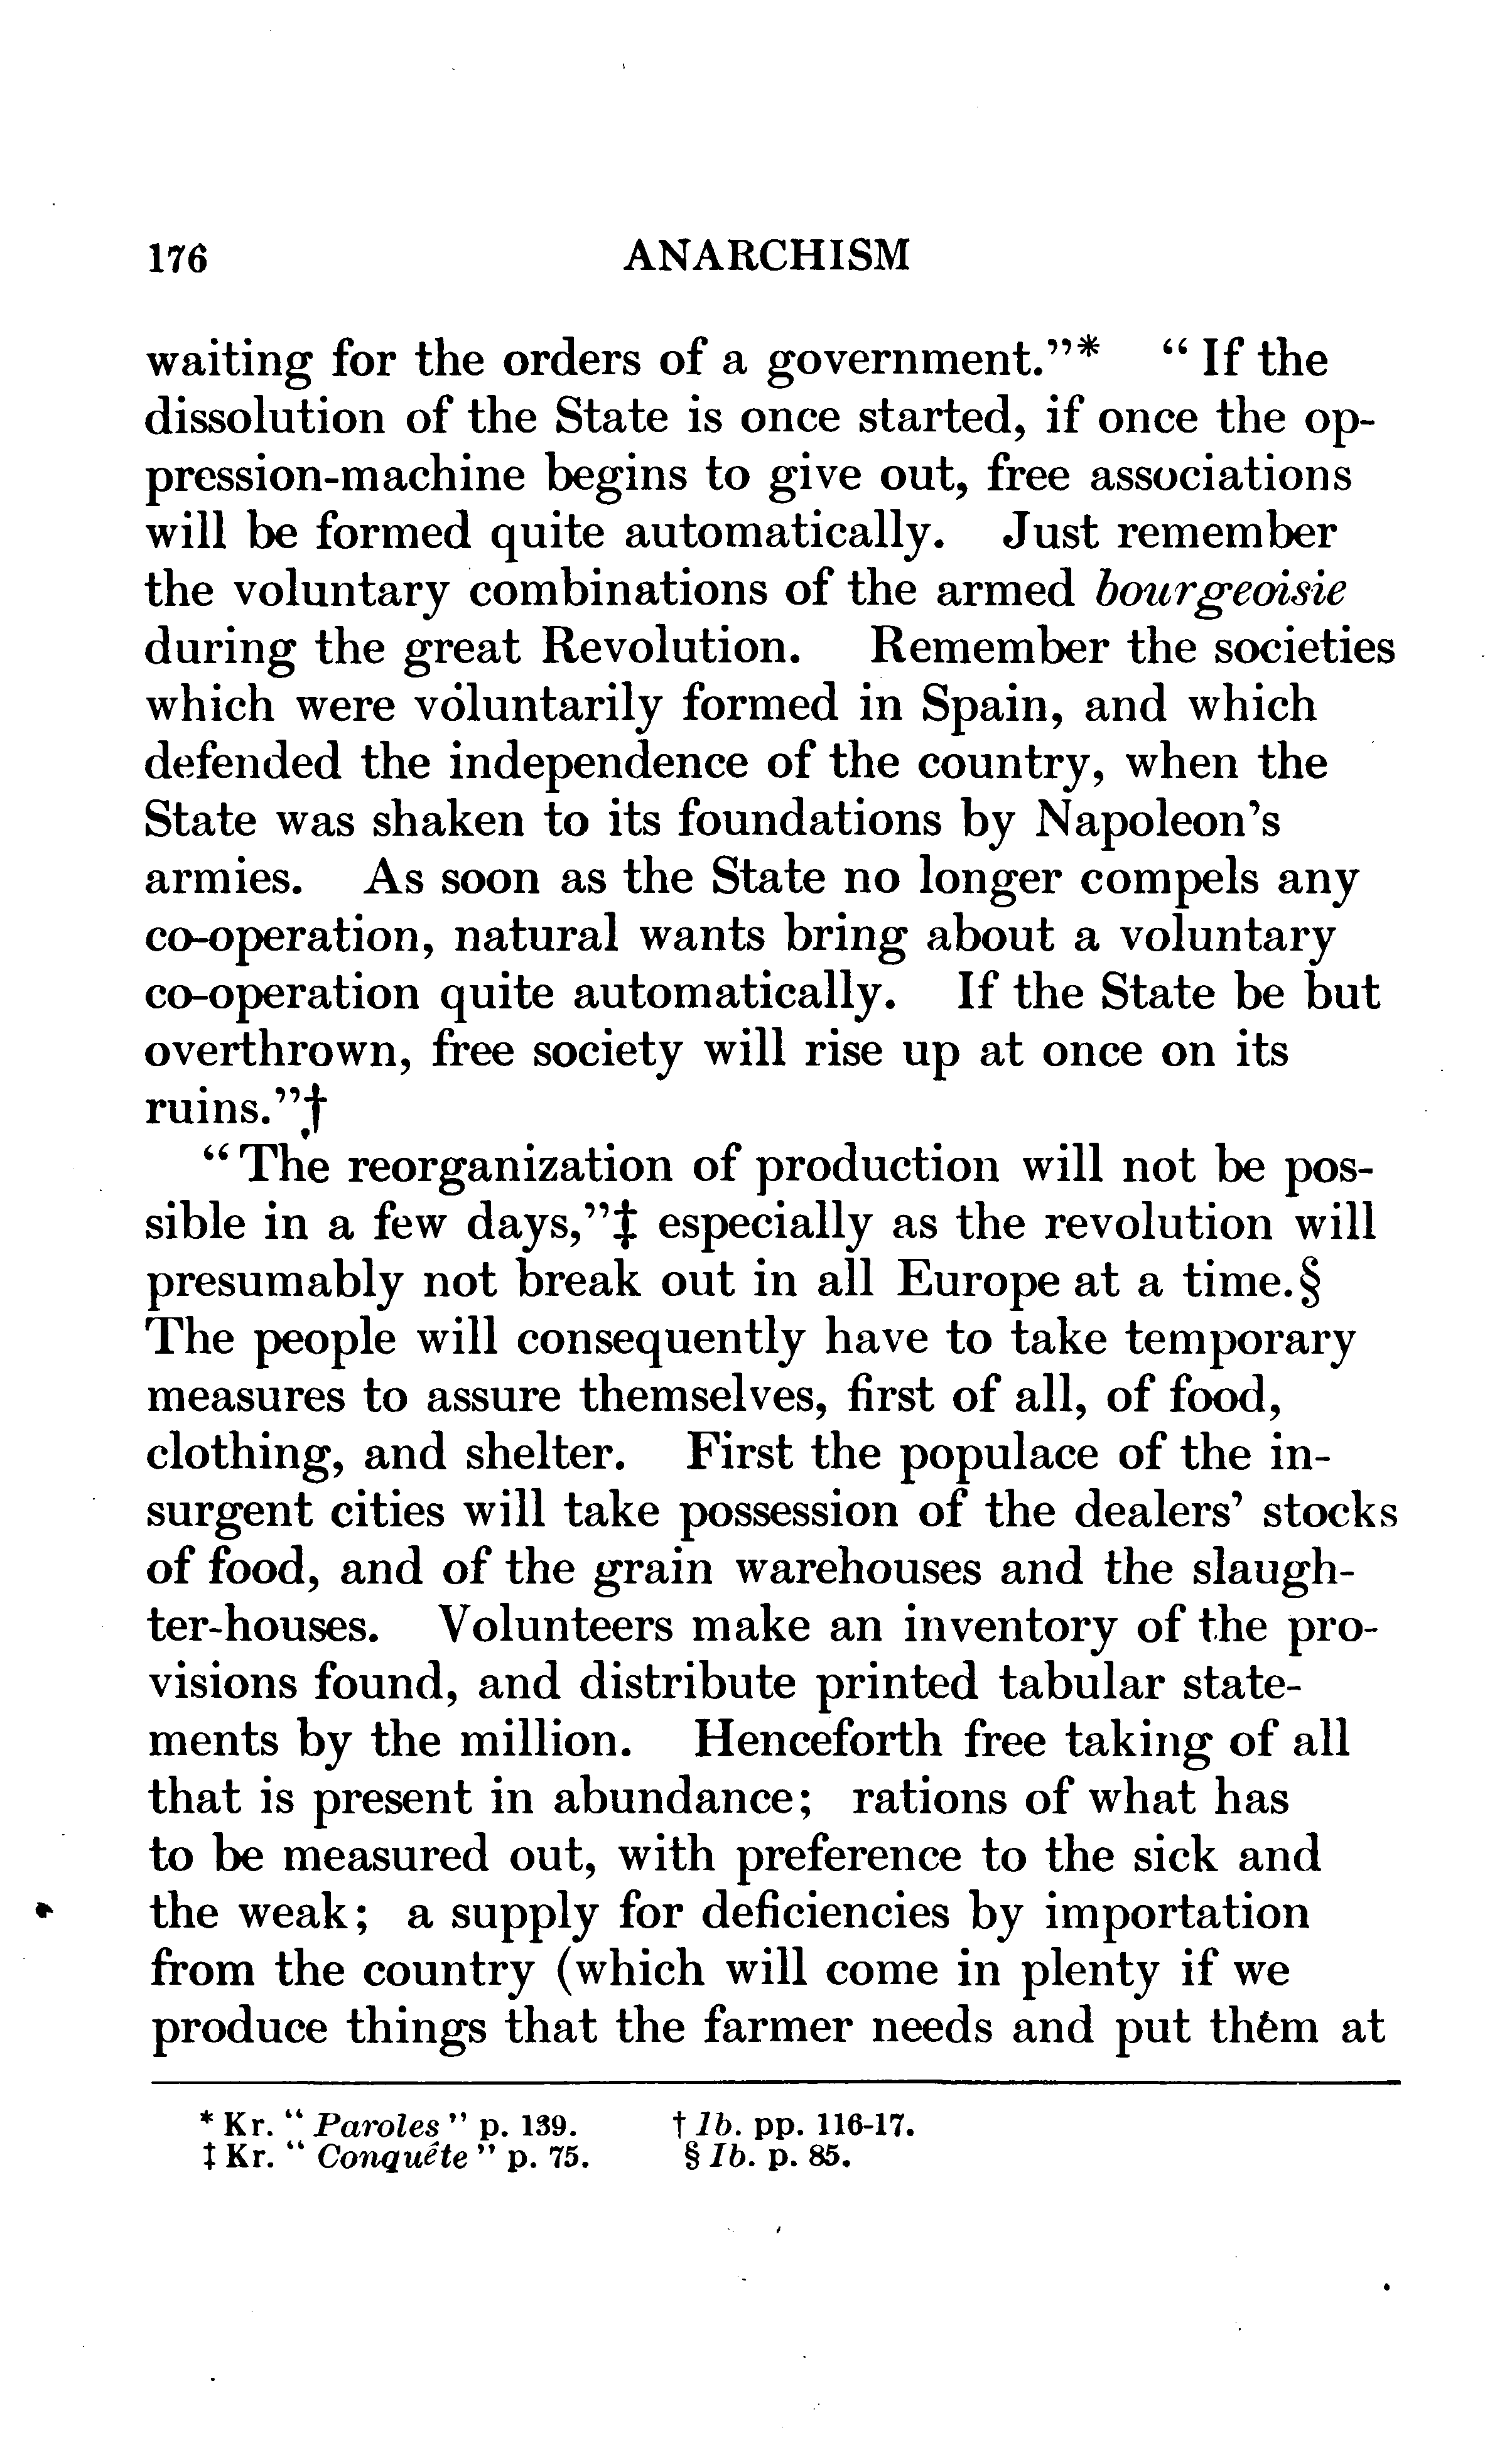 176 ANARCHISM
waiting for the orders of a government."* "If the
dissolution of the State is once started, if once the op-
pression-machine begins to give out, free associations
will be formed quite automatically. Just remember
the voluntary combinations of the armed bourgeoisie
during the great Revolution. Remember the societies
which were voluntarily formed in Spain, and which
defended the independence of the country, when the
State was shaken to its foundations by Napoleon's
armies. As soon as the State no longer compels any
co-operation, natural wants bring about a voluntary
co-operation quite automatically. If the State be but
overthrown, free society will rise up at once on its
ruins."†
"The reorganization of production will not be pos-
sible in a few days,"‡ especially as the revolution will
presumably not break out in all Europe at a time.§
The people will consequently have to take temporary
measures to assure themselves, first of all, of food,
clothing, and shelter. First the populace of the in-
surgent cities will take possession of the dealers' stocks
of food, and of the grain warehouses and the slaugh-
ter-houses. Volunteers make an inventory of the pro-
visions found, and distribute printed tabular state-
ments by the million. Henceforth free taking of all
that is present in abundance; rations of what has
to be measured out, with preference to the sick and
the weak; a supply for deficiencies by importation
from the country (which will come in plenty if we
produce things that the farmer needs and put them at
* Kr. "Paroles" p. 139. † Ib. pp. 116-17.
‡ Kr. "Conquête" p. 75. § Ib. p. 85.